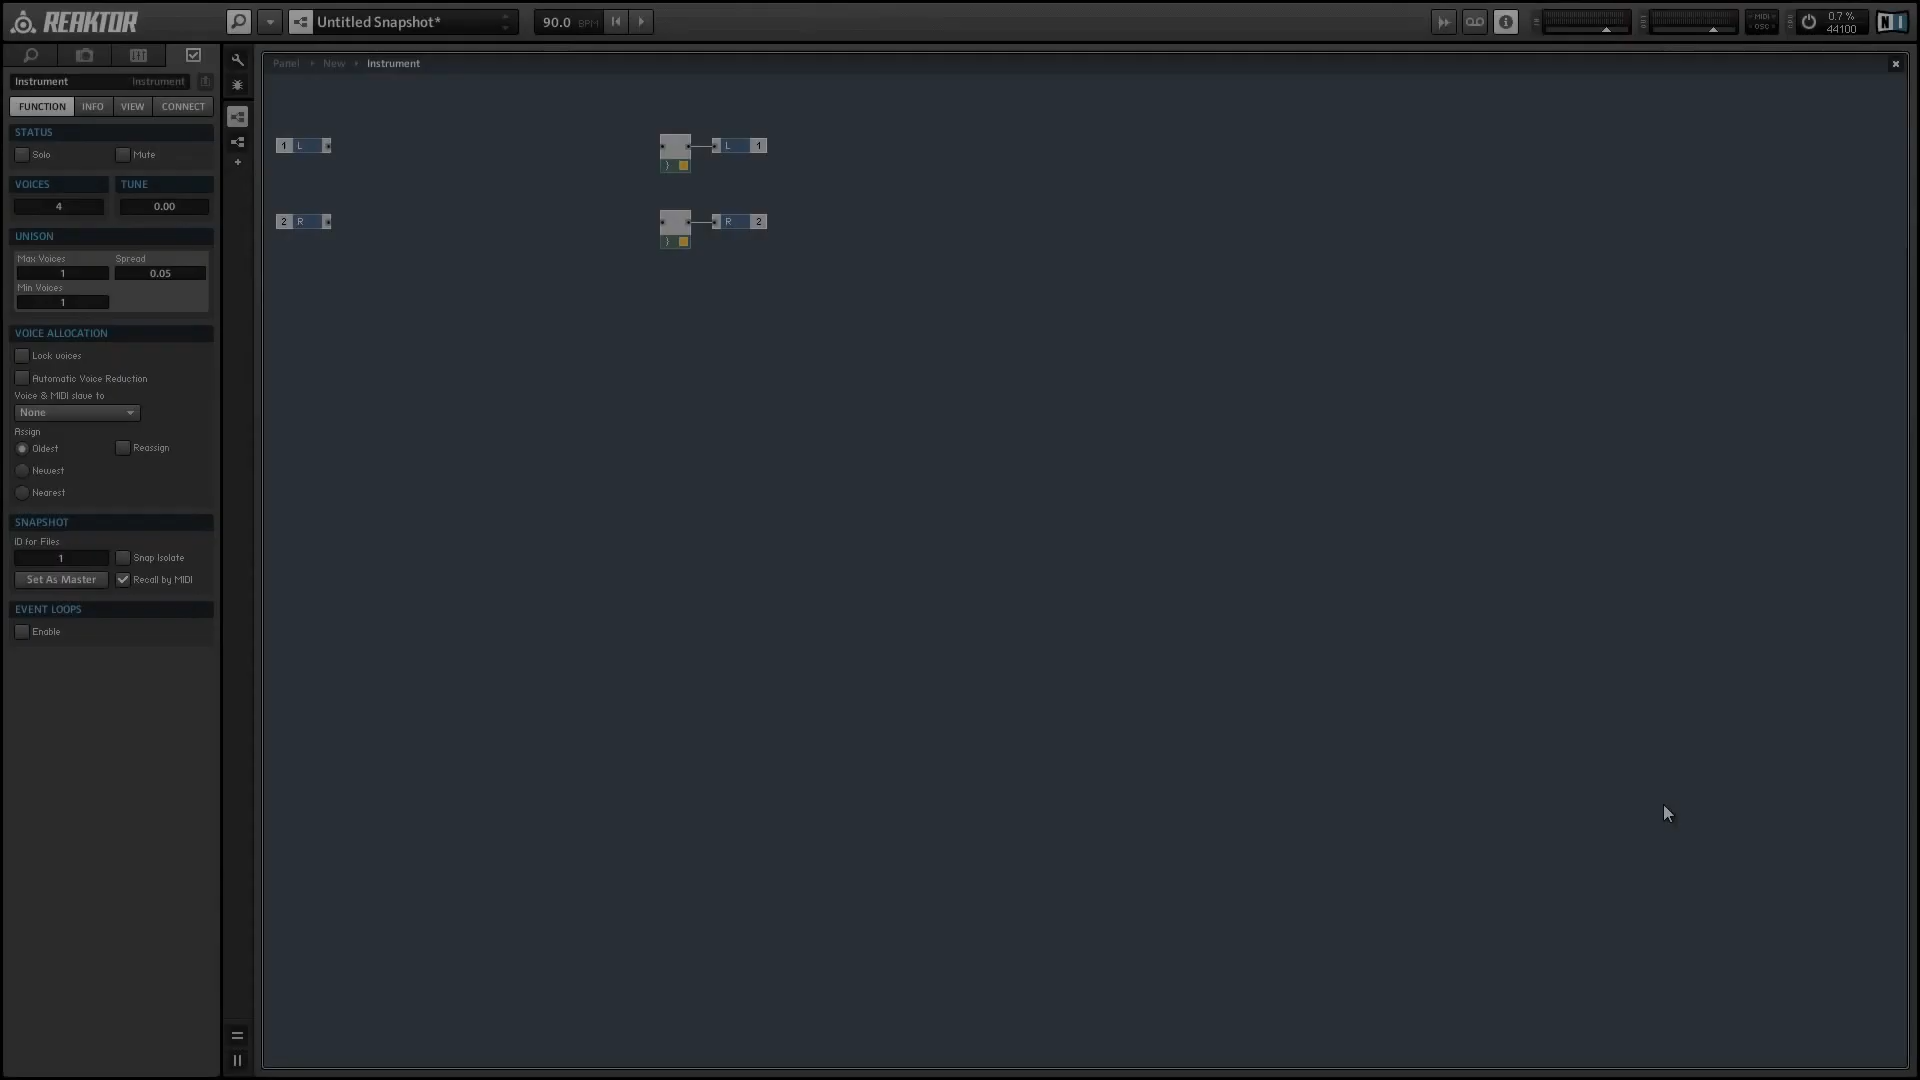 REAKTOR
Untitled Snapshot*
90.0 BPM
MIDI
OSC
0.7 %
44100
Instrument Instrument
Panel New Instrument
FUNCTION INFO VIEW CONNECT
STATUS
Solo Mute
VOICES TUNE
4 0.00
UNISON
Max Voices Spread
1 0.05
Min Voices
1
VOICE ALLOCATION
Lock voices
Automatic Voice Reduction
Voice & MIDI slave to
None
Assign
Oldest Reassign
Newest
Nearest
SNAPSHOT
ID for Files
1 Snap Isolate
Set As Master Recall by MIDI
EVENT LOOPS
Enable
1 L
L 1
2 R
R 2